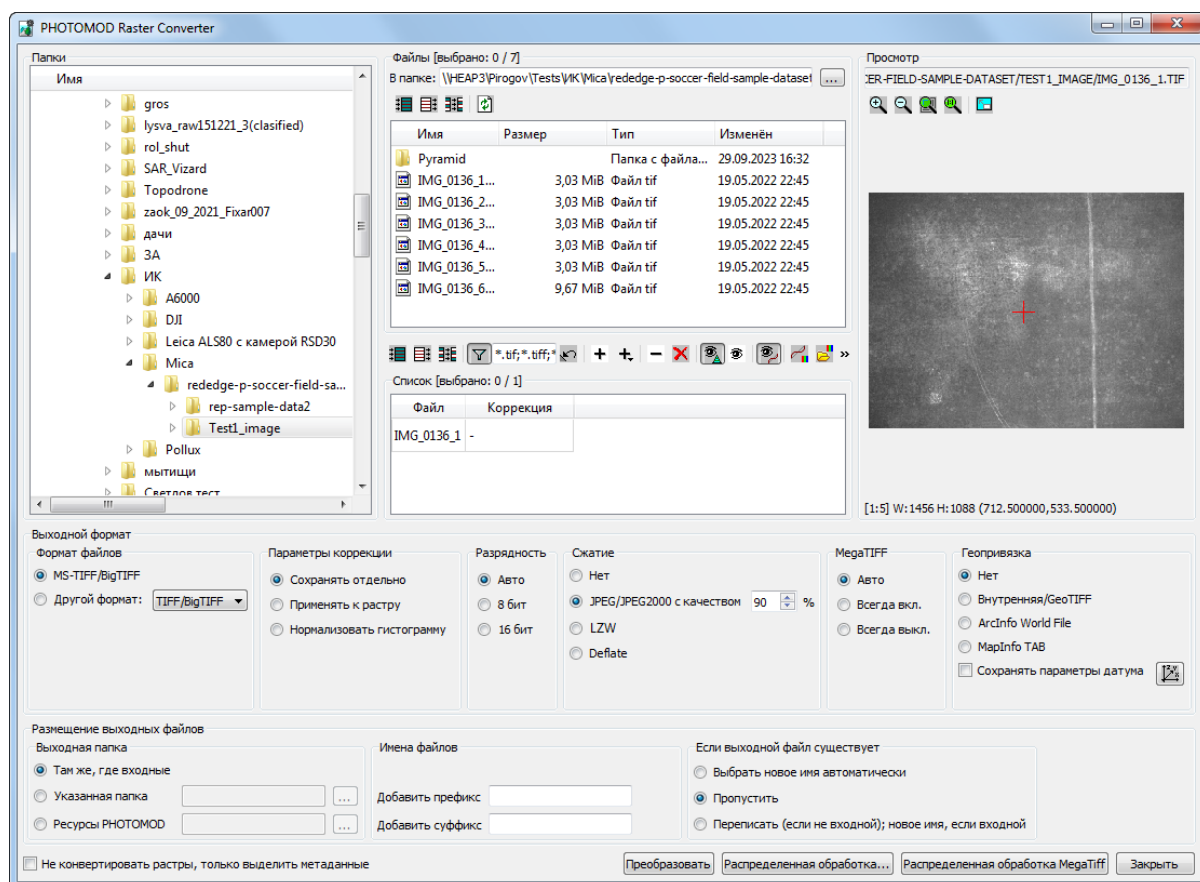 PHOTOMOD Raster Converter
Папки
Имя
gros
lysva_raw151221_3(clasified)
rol_shut
SAR_Vizard
Topodrone
zaok_09_2021_Fixar007
дачи
ЗА
ИК
A6000
DJI
Leica ALS80 с камерой RSD30
Mica
rededge-p-soccer-field-sa...
rep-sample-data2
Test1_image
Pollux
мытищи
Светлов тест
Файлы [выбрано: 0 / 7]
В папке: \\HEAP3\Pirogov\Tests\ИК\Mica\rededge-p-soccer-field-sample-dataset ...
Имя Размер Тип Изменён
Pyramid Папка с файла... 29.09.2023 16:32
IMG_0136_1... 3,03 MiB Файл tif 19.05.2022 22:45
IMG_0136_2... 3,03 MiB Файл tif 19.05.2022 22:45
IMG_0136_3... 3,03 MiB Файл tif 19.05.2022 22:45
IMG_0136_4... 3,03 MiB Файл tif 19.05.2022 22:45
IMG_0136_5... 3,03 MiB Файл tif 19.05.2022 22:45
IMG_0136_6... 9,67 MiB Файл tif 19.05.2022 22:45
*.tif;*.tiff;* »
Список [выбрано: 0 / 1]
Файл Коррекция
IMG_0136_1 -
Просмотр
ER-FIELD-SAMPLE-DATASET/TEST1_IMAGE/IMG_0136_1.TIF
[1:5] W:1456 H:1088 (712.500000,533.500000)
Выходной формат
Формат файлов
MS-TIFF/BigTIFF
Другой формат: TIFF/BigTIFF
Параметры коррекции
Сохранять отдельно
Применять к растру
Нормализовать гистограмму
Разрядность
Авто
8 бит
16 бит
Сжатие
Нет
JPEG/JPEG2000 с качеством 90 %
LZW
Deflate
MegaTIFF
Авто
Всегда вкл.
Всегда выкл.
Геопривязка
Нет
Внутренняя/GeoTIFF
ArcInfo World File
MapInfo TAB
Сохранять параметры датума
Размещение выходных файлов
Выходная папка
Там же, где входные
Указанная папка ...
Ресурсы PHOTOMOD ...
Имена файлов
Добавить префикс
Добавить суффикс
Если выходной файл существует
Выбрать новое имя автоматически
Пропустить
Переписать (если не входной); новое имя, если входной
Не конвертировать растры, только выделить метаданные
Преобразовать Распределенная обработка... Распределенная обработка MegaTiff Закрыть